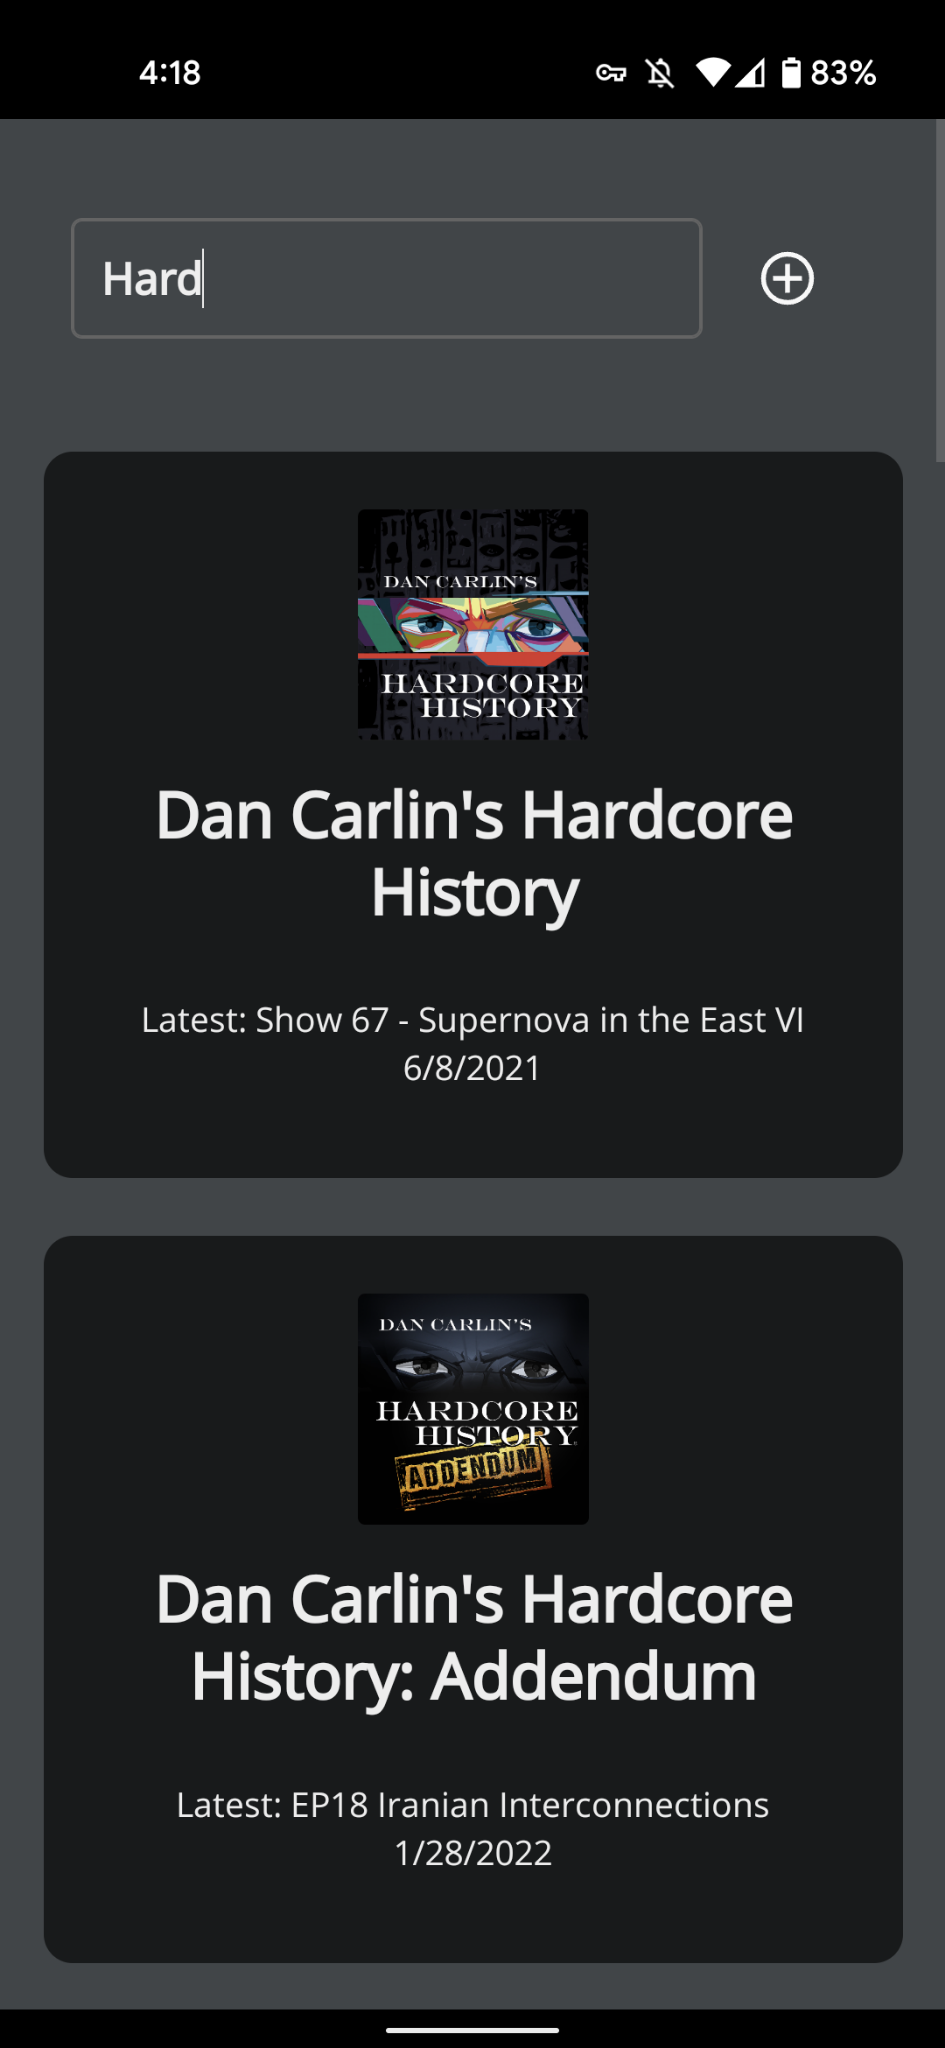 4:18
83%
Hard
DAN CARLIN'S
HARDCORE
HISTORY
Dan Carlin's Hardcore
History
Latest: Show 67 - Supernova in the East VI
6/8/2021
DAN CARLIN'S
HARDCORE
HISTORY
ADDENDUM
Dan Carlin's Hardcore
History: Addendum
Latest: EP18 Iranian Interconnections
1/28/2022